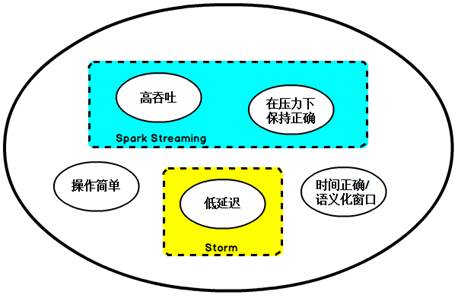 高吞吐
在压力下
保持正确
Spark Streaming
操作简单
低延迟
时间正确/
语义化窗口
Storm